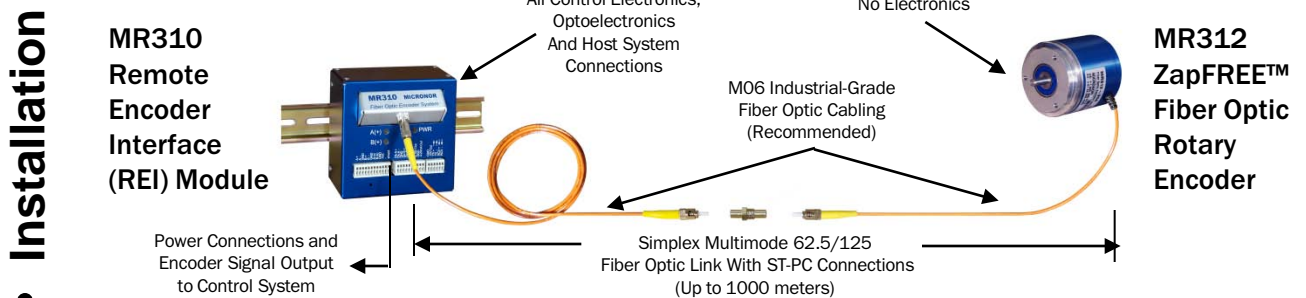 Installation
MR310
Remote
Encoder
Interface
(REI) Module
All Control Electronics,
Optoelectronics
And Host System
Connections
No Electronics
MR312
ZapFREE™
Fiber Optic
Rotary
Encoder
M06 Industrial-Grade
Fiber Optic Cabling
(Recommended)
MR310 MICRONOR
Fiber Optic Encoder System
A(+)
PWR
B(+)
Power Connections and
Encoder Signal Output
to Control System
Simplex Multimode 62.5/125
Fiber Optic Link With ST-PC Connections
(Up to 1000 meters)